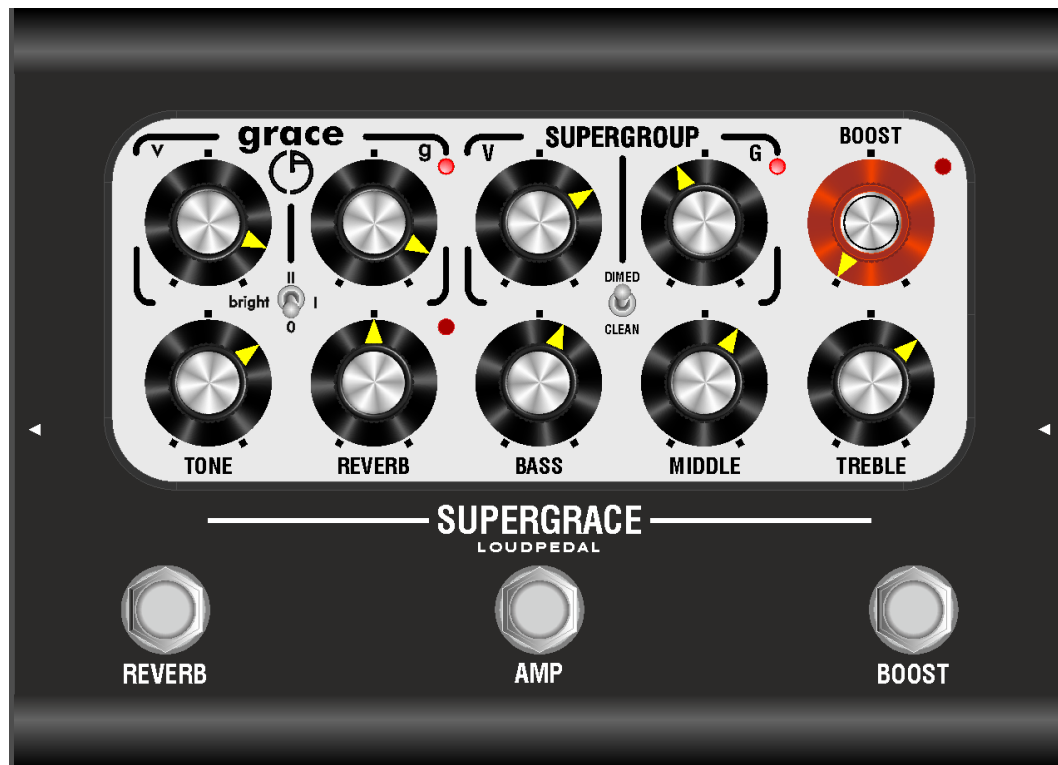 grace SUPERGROUP BOOST
v g V G
II
bright I
0
DIMED
CLEAN
TONE REVERB BASS MIDDLE TREBLE
SUPERGRACE
LOUDPEDAL
REVERB AMP BOOST